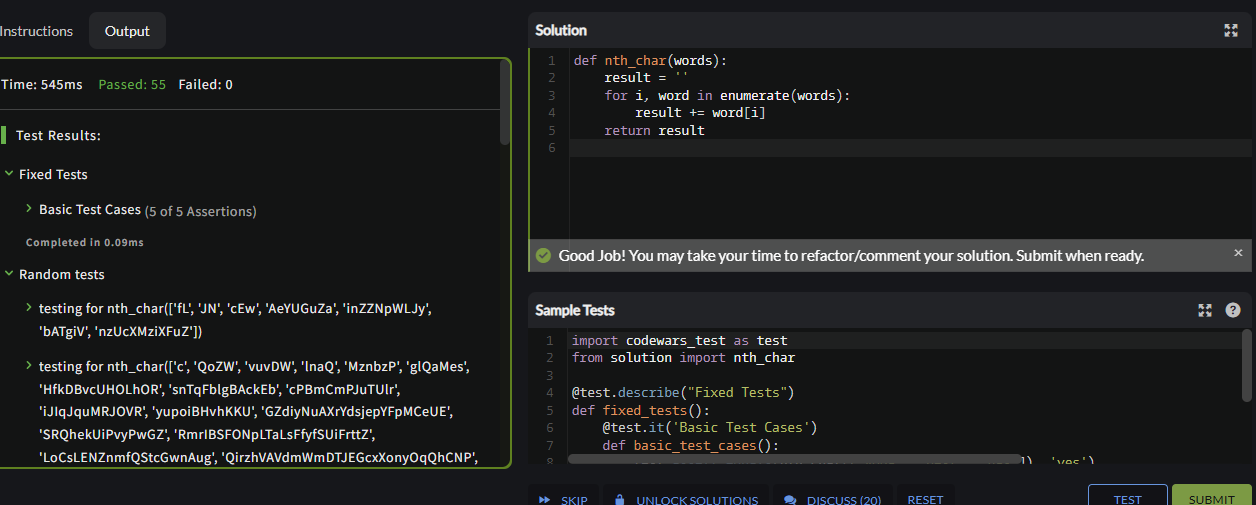 Instructions
Output
Time: 545ms Passed: 55 Failed: 0
Test Results:
Fixed Tests
Basic Test Cases (5 of 5 Assertions)
Completed in 0.09ms
Random tests
testing for nth_char(['fL', 'JN', 'cEw', 'AeYUGuZa', 'inZZNpWLJy',
'bATgiV', 'nzUcXMziXFuZ'])
testing for nth_char(['c', 'QoZW', 'vuvDW', 'lnaQ', 'MznbzP', 'glQaMes',
'HfkDBvcUHOLhOR', 'snTqFblgBAckEb', 'cPBmCmPJuTUlr',
'iJIqJquMRJOVR', 'yupoiBHvhKKU', 'GZdiyNuAXrYdsjepYFpMCeUE',
'SRQhekUiPvyPwGZ', 'RmrIBSFONpLTaLsFfyfSUiFrttZ',
'LoCsLENZnmfQStcGwnAug', 'QirzhVAVdmWmDTJEGcxXonyOqQhCNP',
Solution
1 def nth_char(words):
2 result = ''
3 for i, word in enumerate(words):
4 result += word[i]
5 return result
6
Good Job! You may take your time to refactor/comment your solution. Submit when ready.
Sample Tests
1 import codewars_test as test
2 from solution import nth_char
3
4 @test.describe("Fixed Tests")
5 def fixed_tests():
6 @test.it('Basic Test Cases')
7 def basic_test_cases():
8 ]), 'yes')
SKIP
UNLOCK SOLUTIONS
DISCUSS (20)
RESET
TEST
SUBMIT